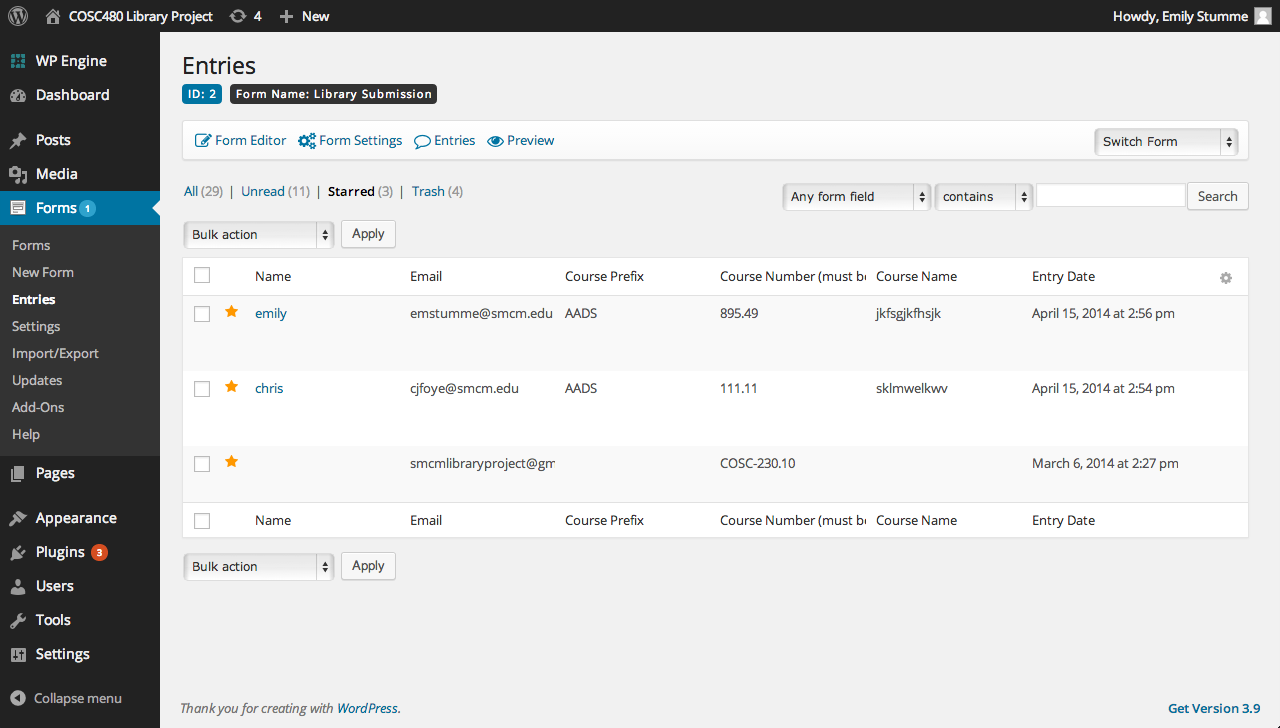 COSC480 Library Project 4 New Howdy, Emily Stumme
WP Engine
Dashboard
Posts
Media
Forms 1
Forms
New Form
Entries
Settings
Import/Export
Updates
Add-Ons
Help
Pages
Appearance
Plugins 3
Users
Tools
Settings
Collapse menu
Entries
ID: 2 Form Name: Library Submission
Form Editor Form Settings Entries Preview Switch Form
All (29) | Unread (11) | Starred (3) | Trash (4) Any form field contains Search
Bulk action Apply
Name Email Course Prefix Course Number (must be Course Name Entry Date
emily emstumme@smcm.edu AADS 895.49 jkfsgjkfhsjk April 15, 2014 at 2:56 pm
chris cjfoye@smcm.edu AADS 111.11 sklmwelkwv April 15, 2014 at 2:54 pm
smcmlibraryproject@gm COSC-230.10 March 6, 2014 at 2:27 pm
Name Email Course Prefix Course Number (must be Course Name Entry Date
Bulk action Apply
Thank you for creating with WordPress. Get Version 3.9